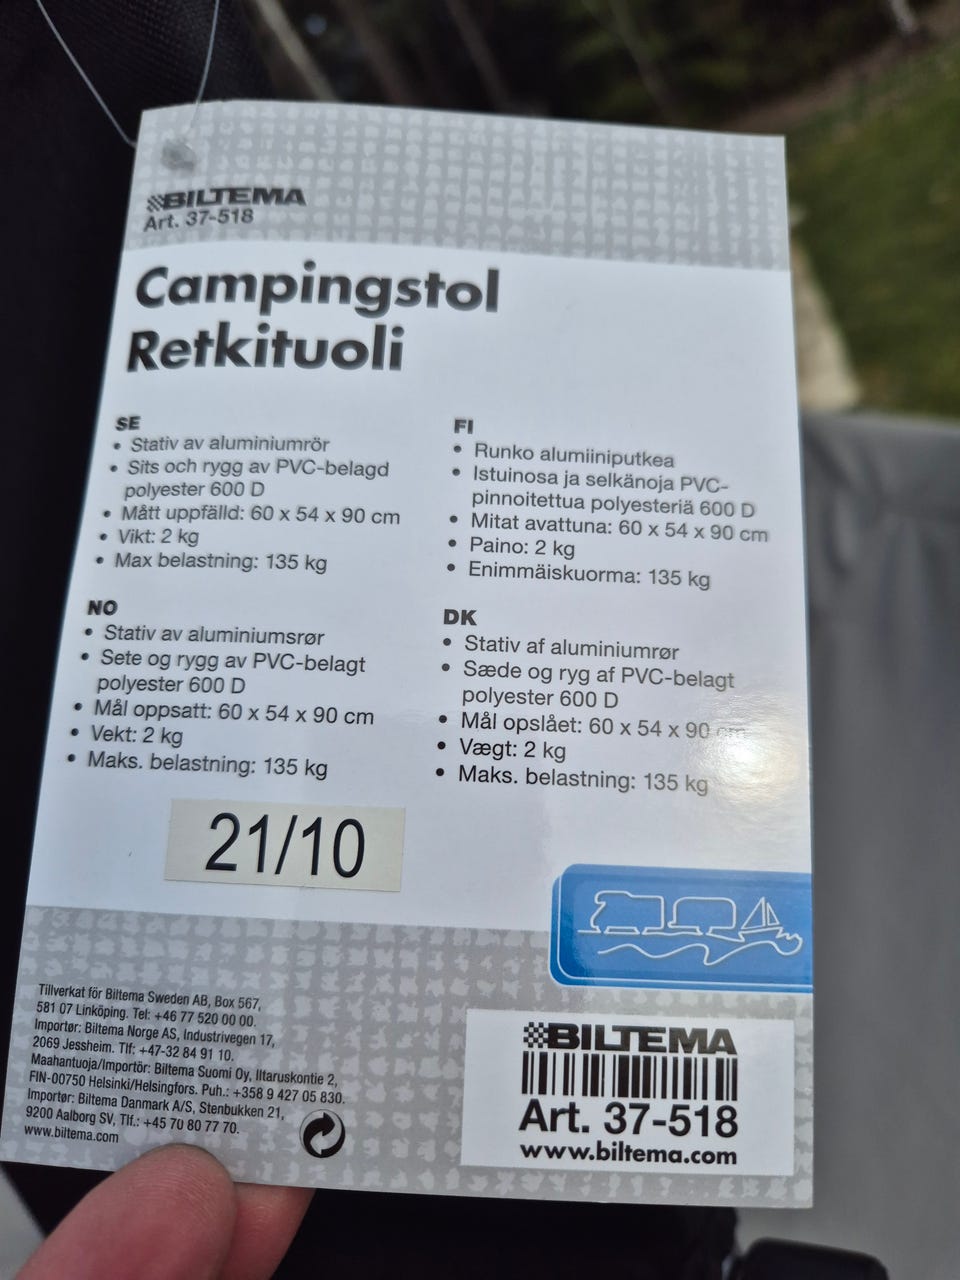 BILTEMA
Art. 37-518
Campingstol
Retkituoli
SE
• Stativ av aluminiumrör
• Sits och rygg av PVC-belagd
polyester 600 D
• Mått uppfälld: 60 x 54 x 90 cm
• Vikt: 2 kg
• Max belastning: 135 kg
FI
• Runko alumiiniputkea
• Istuinosa ja selkänoja PVC-
pinnoitettua polyesteriä 600 D
• Mitat avattuna: 60 x 54 x 90 cm
• Paino: 2 kg
• Enimmäiskuorma: 135 kg
NO
• Stativ av aluminiumsrør
• Sete og rygg av PVC-belagt
polyester 600 D
• Mål oppsatt: 60 x 54 x 90 cm
• Vekt: 2 kg
• Maks. belastning: 135 kg
DK
• Stativ af aluminiumrør
• Sæde og ryg af PVC-belagt
polyester 600 D
• Mål opslået: 60 x 54 x 90 cm
• Vægt: 2 kg
• Maks. belastning: 135 kg
21/10
Tillverkat för Biltema Sweden AB, Box 567,
581 07 Linköping. Tel: +46 77 520 00 00.
Importør: Biltema Norge AS, Industrivegen 17,
2069 Jessheim. Tlf: +47-32 84 91 10.
Maahantuoja/Importör: Biltema Suomi Oy, Iltaruskontie 2,
FIN-00750 Helsinki/Helsingfors. Puh.: +358 9 427 05 830.
Importør: Biltema Danmark A/S, Stenbukken 21,
9200 Aalborg SV, Tlf.: +45 70 80 77 70.
www.biltema.com
BILTEMA
Art. 37-518
www.biltema.com